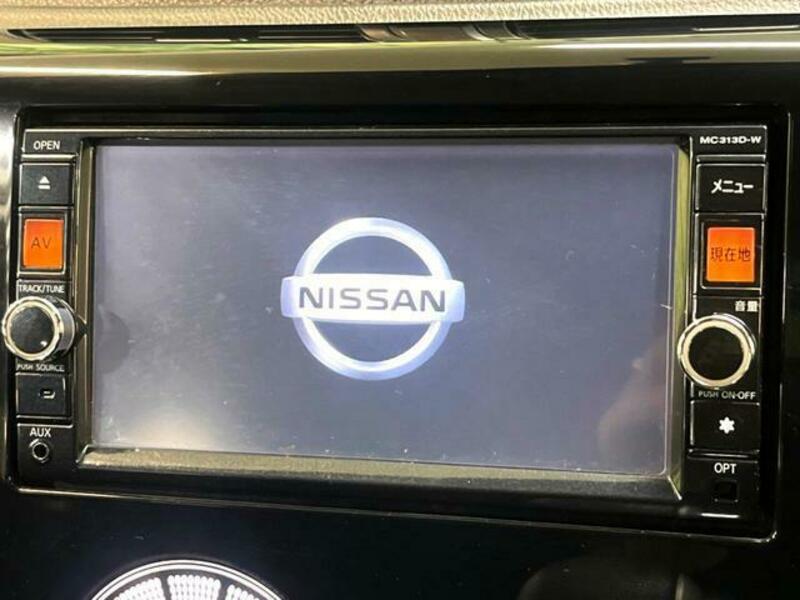 OPEN
MC313D-W
メニュー
AV
現在地
TRACK/TUNE
音量
NISSAN
PUSH SOURCE
PUSH ON·OFF
AUX
OPT